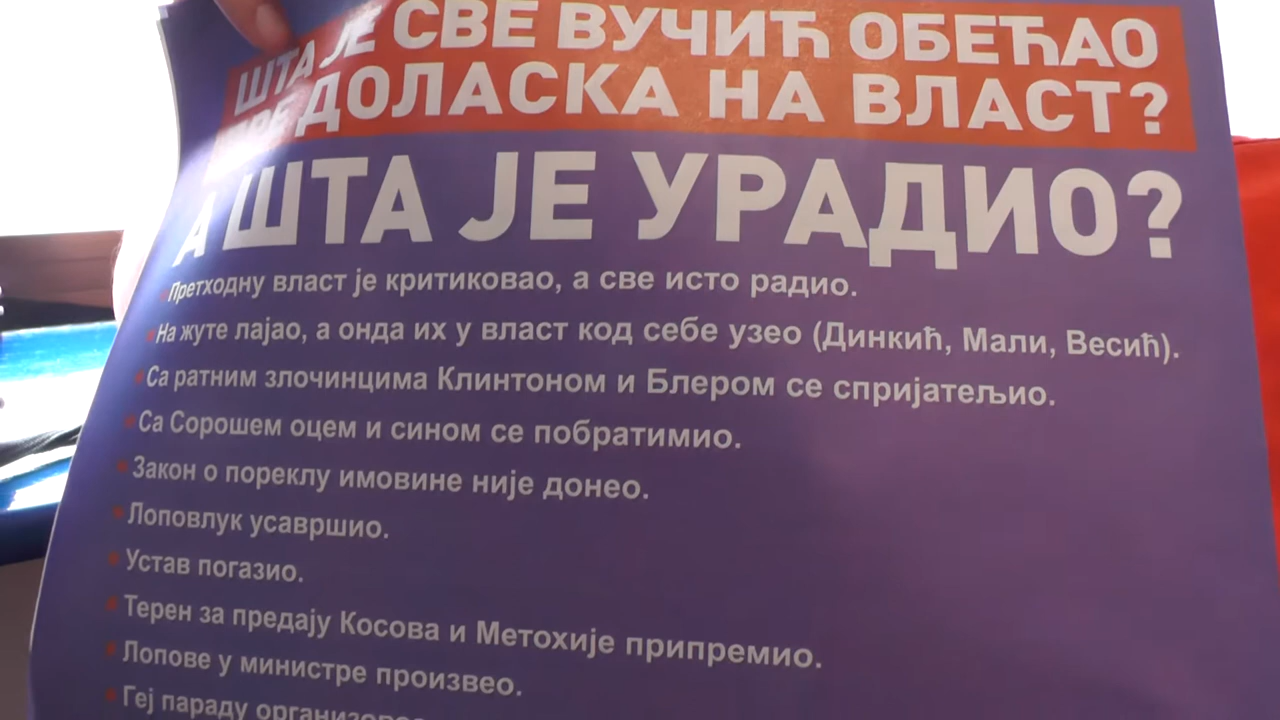 ШТА ЈЕ СВЕ ВУЧИЋ ОБЕЋАО
ПРЕ ДОЛАСКА НА ВЛАСТ?
А ШТА ЈЕ УРАДИО?
Претходну власт је критиковао, а све исто радио.
На жуте лајао, а онда их у власт код себе узео (Динкић, Мали, Весић).
Са ратним злочинцима Клинтоном и Блером се спријатељио.
Са Сорошем оцем и сином се побратимио.
Закон о пореклу имовине није донео.
Лоповлук усавршио.
Устав погазио.
Терен за предају Косова и Метохије припремио.
Лопове у министре произвео.
Геј параду